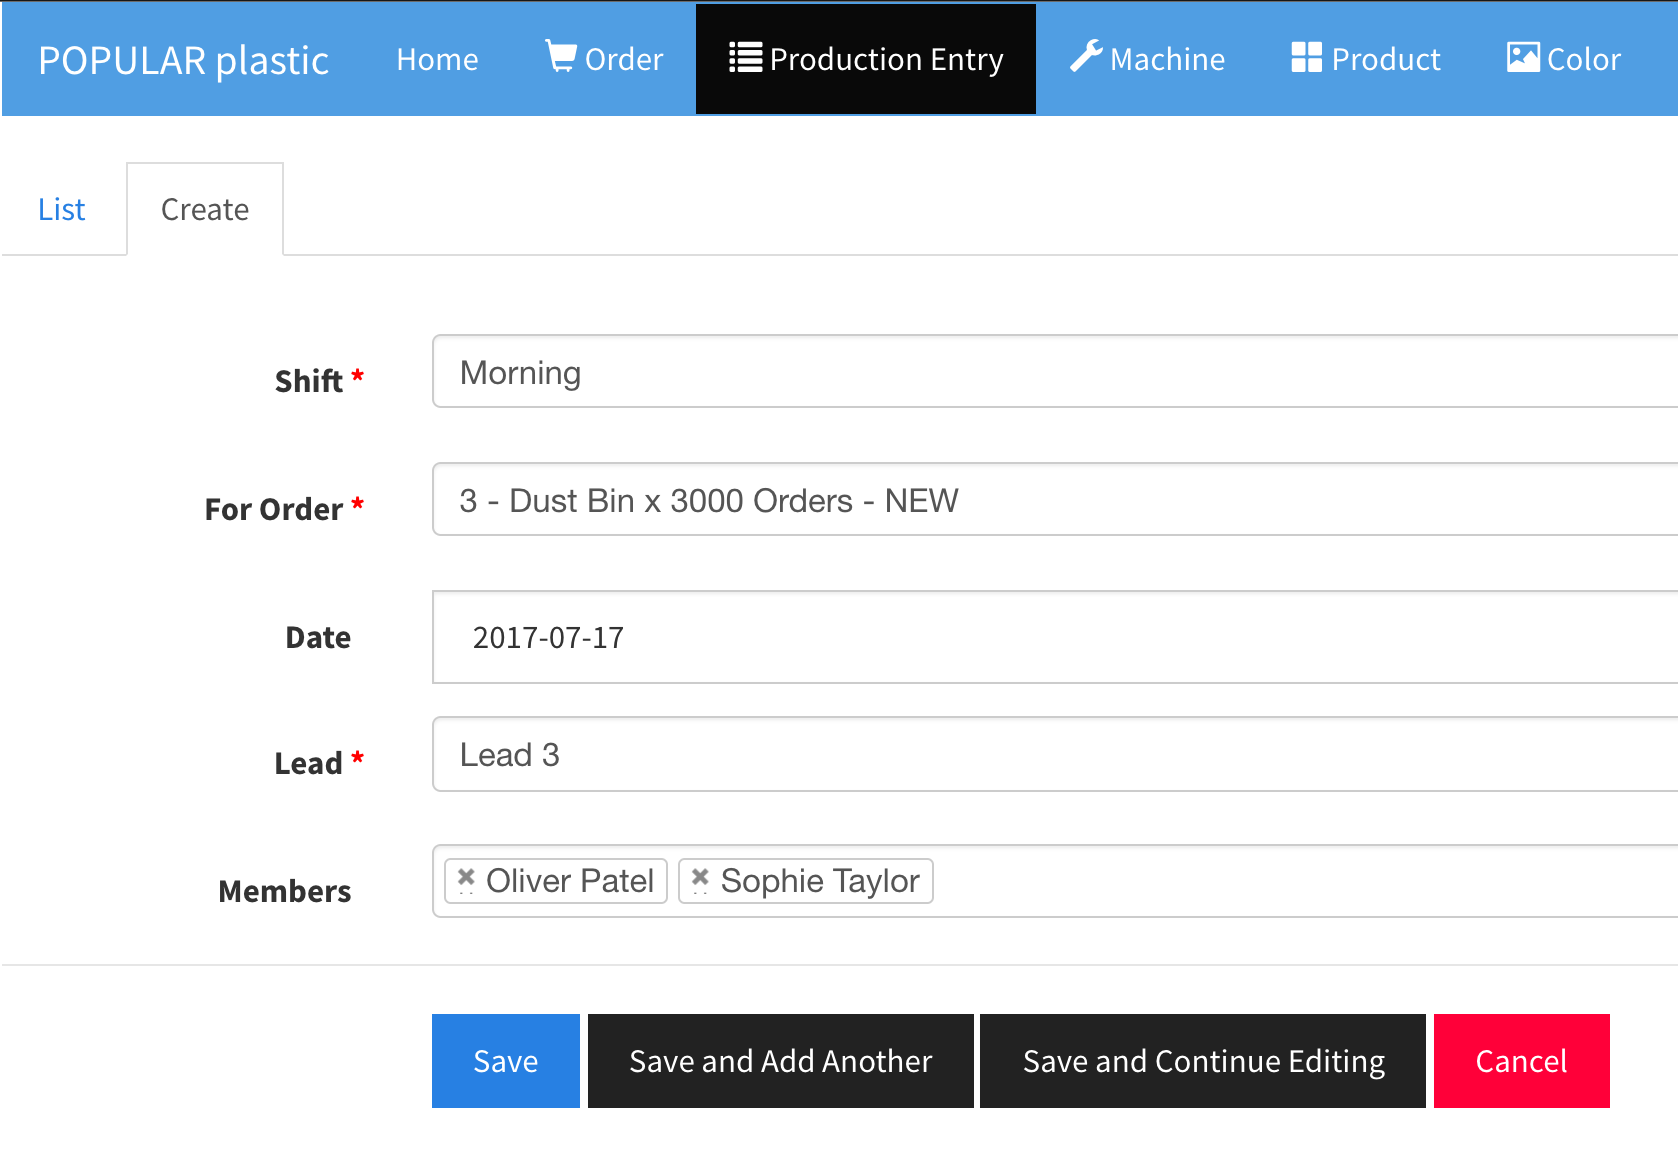 POPULAR plastic Home Order Production Entry Machine Product Color
List Create
Shift * Morning
For Order * 3 - Dust Bin x 3000 Orders - NEW
Date 2017-07-17
Lead * Lead 3
Members × Oliver Patel × Sophie Taylor
Save Save and Add Another Save and Continue Editing Cancel